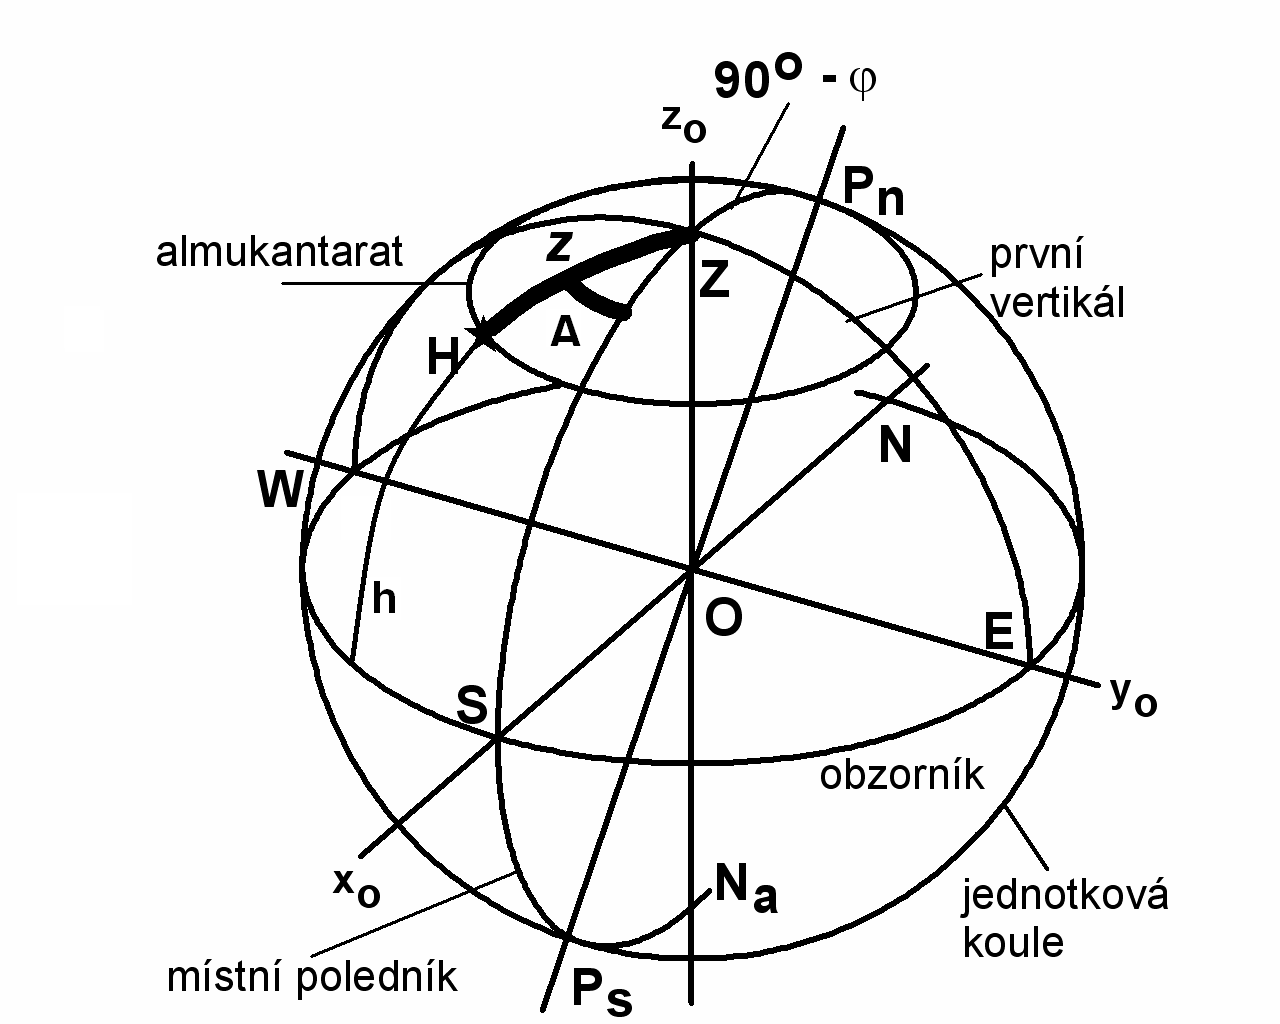 90° - φ
z₀
Pₙ
almukantarat
z
první
vertikál
Z
A
H
N
W
h
O
E
S
y₀
obzorník
x₀
Nₐ
jednotková
koule
místní poledník
Pₛ